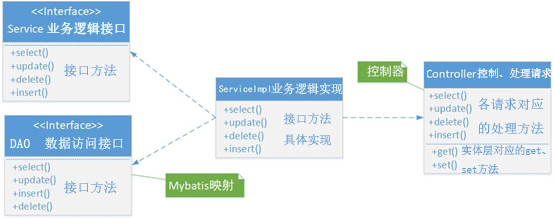 <<Interface>>
Service 业务逻辑接口
+select()
+update()
+delete()
+insert()
接口方法
<<Interface>>
DAO 数据访问接口
+select()
+update()
+insert()
+delete()
接口方法
Mybatis映射
ServiceImpl业务逻辑实现
+select()
+update()
+delete()
+insert()
接口方法
具体实现
控制器
Controller控制、处理请求
+select()
+update()
+delete()
+insert()
各请求对应
的处理方法
+get()
+set()
实体层对应的get、
set方法